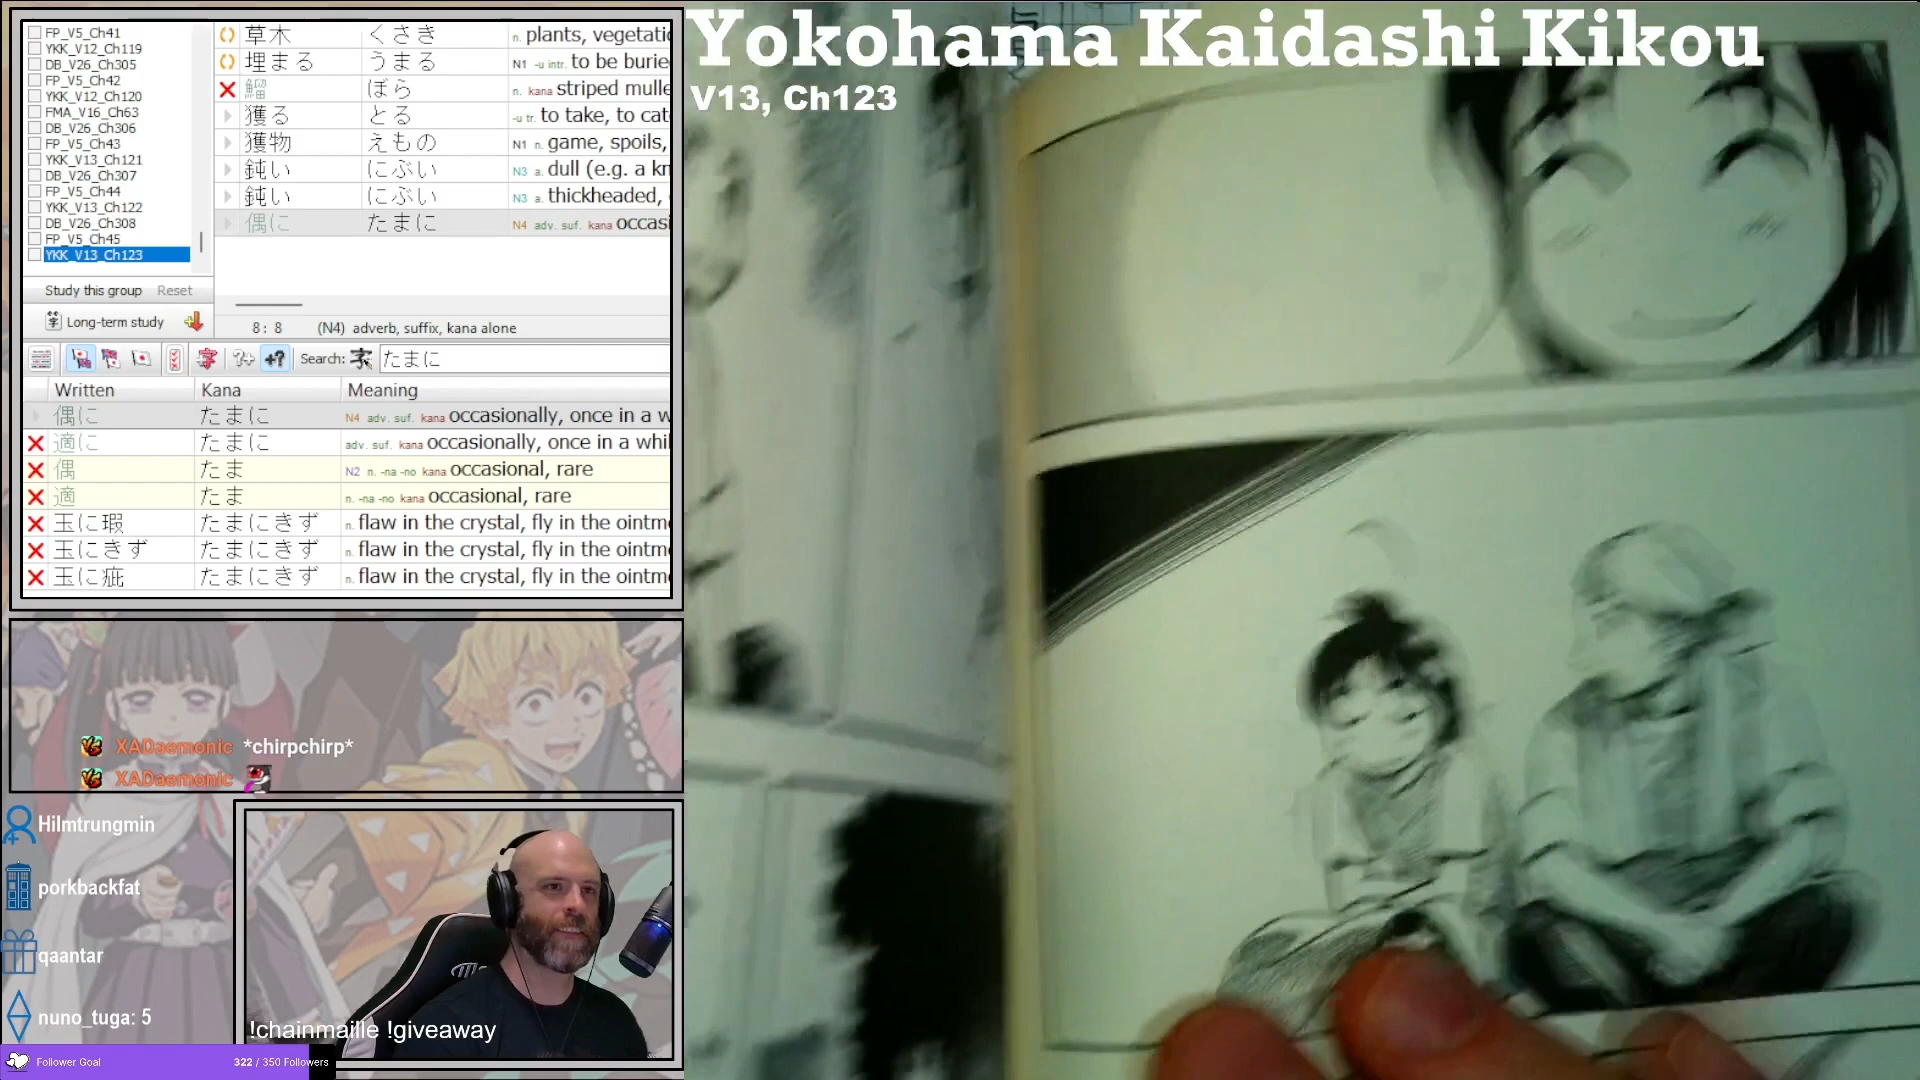 Yokohama Kaidashi Kikou
V13, Ch123
FP_V5_Ch41
YKK_V12_Ch119
DB_V26_Ch305
FP_V5_Ch42
YKK_V12_Ch120
FMA_V16_Ch63
DB_V26_Ch306
FP_V5_Ch43
YKK_V13_Ch121
DB_V26_Ch307
FP_V5_Ch44
YKK_V13_Ch122
DB_V26_Ch308
FP_V5_Ch45
YKK_V13_Ch123
Study this group Reset
Long-term study
草木 くさき n. plants, vegetatio
埋まる うまる N1 -u intr. to be burie
鯔 ぼら n. kana striped mulle
獲る とる -u tr. to take, to cat
獲物 えもの N1 n. game, spoils,
鈍い にぶい N3 a. dull (e.g. a kn
鈍い にぶい N3 a. thickheaded,
偶に たまに N4 adv. suf. kana occasi
8: 8 (N4) adverb, suffix, kana alone
Search: たまに
Written Kana Meaning
偶に たまに N4 adv. suf. kana occasionally, once in a w
適に たまに adv. suf. kana occasionally, once in a whil
偶 たま N2 n. -na -no kana occasional, rare
適 たま n. -na -no kana occasional, rare
玉に瑕 たまにきず n. flaw in the crystal, fly in the ointme
玉にきず たまにきず n. flaw in the crystal, fly in the ointme
玉に疵 たまにきず n. flaw in the crystal, fly in the ointme
XADaemonic *chirpchirp*
XADaemonic
Hilmtrungmin
porkbackfat
qaantar
nuno_tuga: 5
!chainmaille !giveaway
Follower Goal 322 / 350 Followers